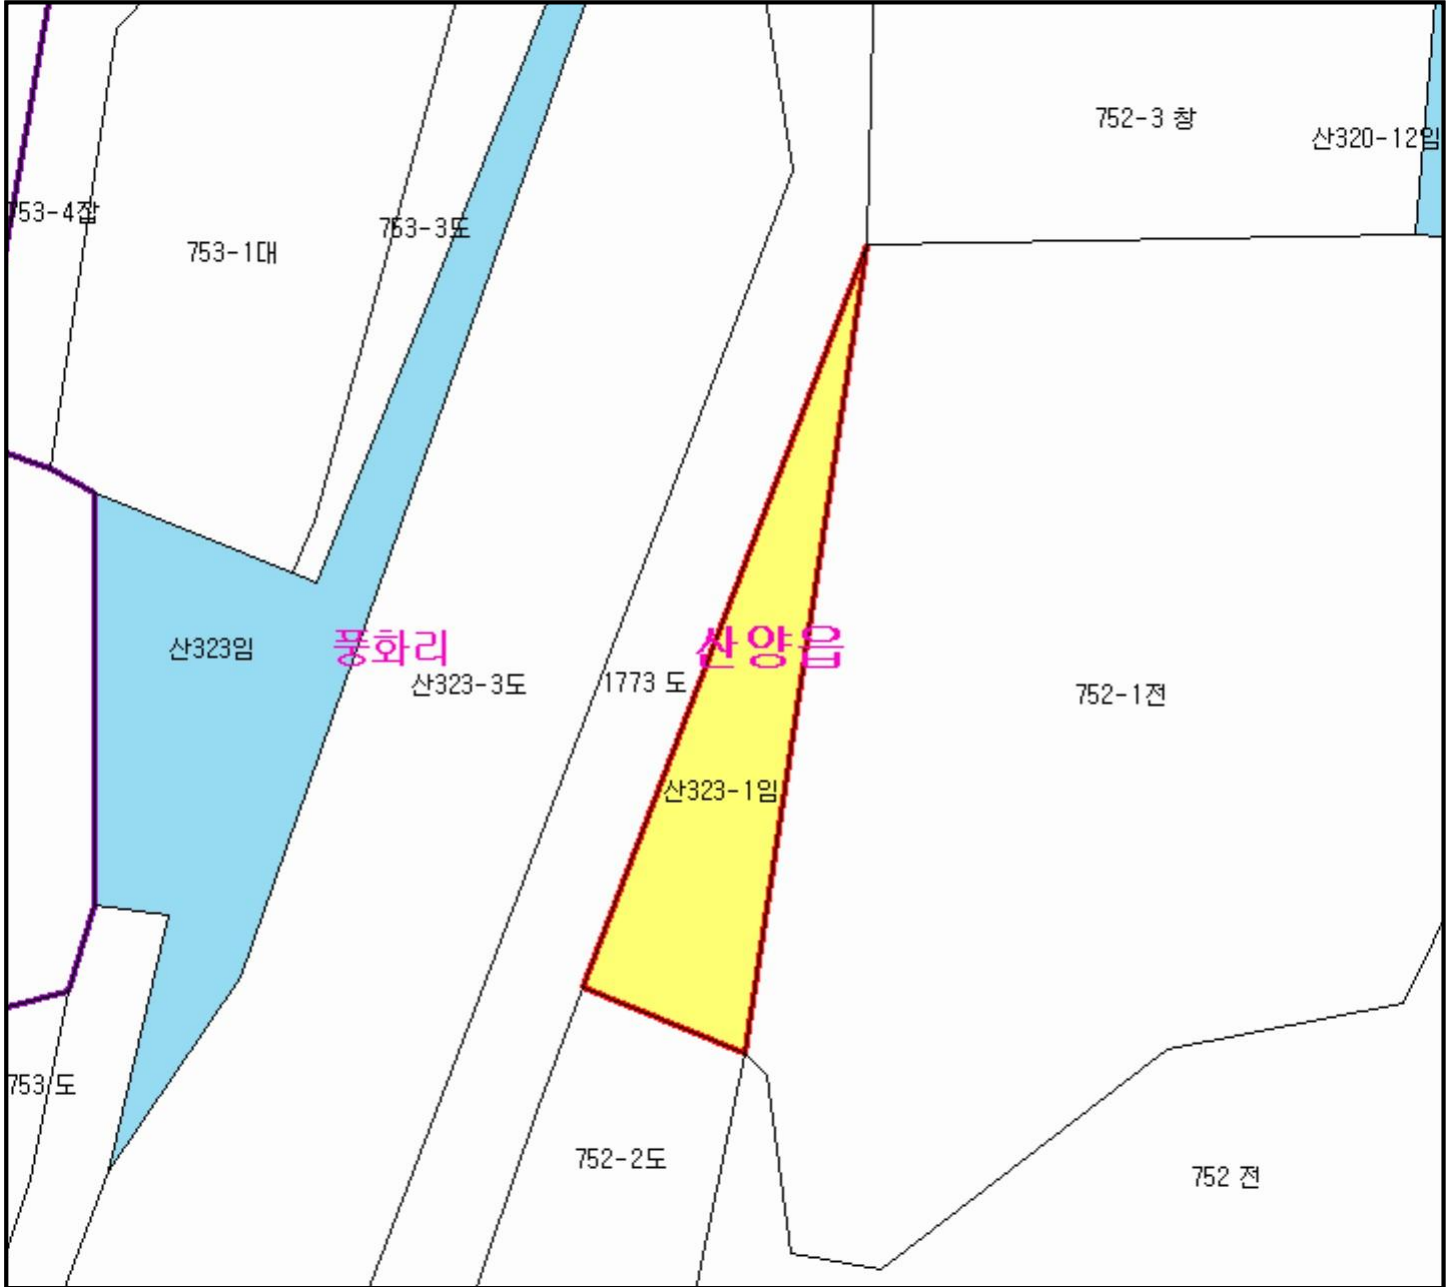 752-3 창
산320-12임
753-4잡
753-3도
753-1대
산323임
풍화리
산양읍
산323-3도
1773 도
752-1전
산323-1임
753 도
752-2도
752 전